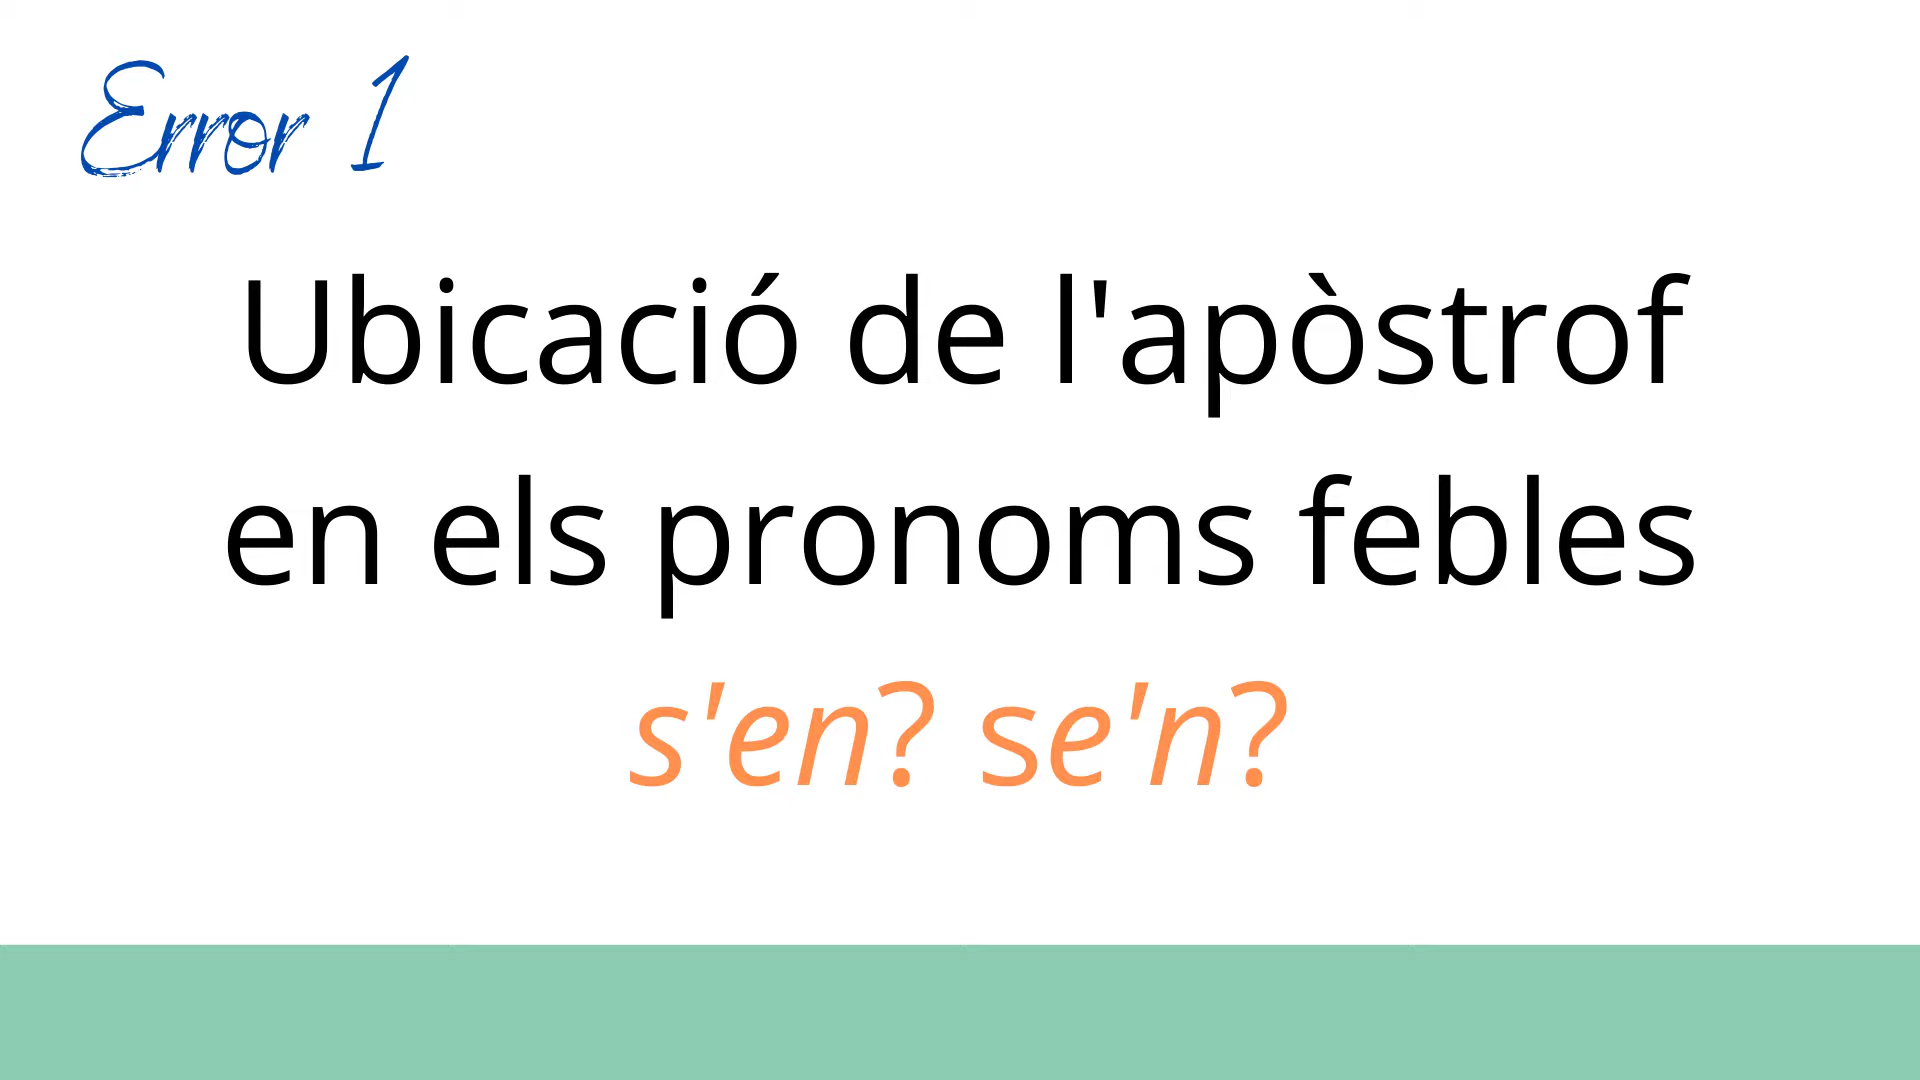 Error 1
Ubicació de l'apòstrof
en els pronoms febles
s'en? se'n?